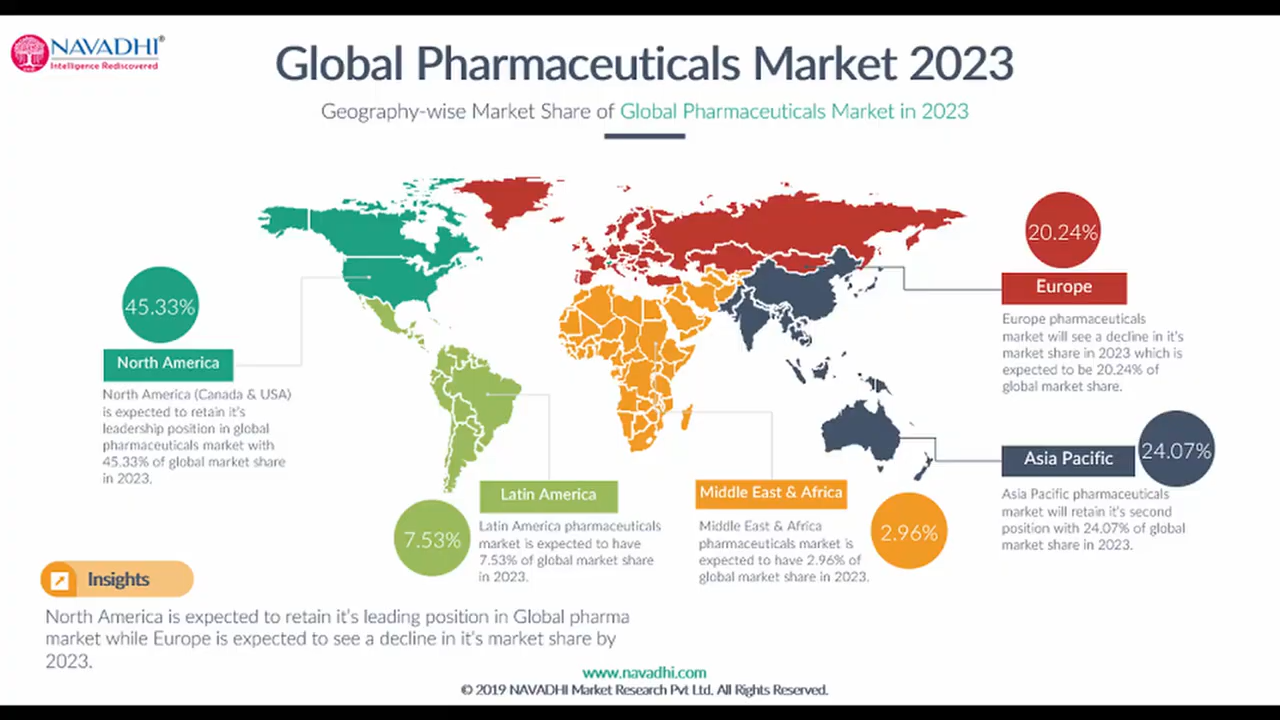 NAVADHI®
Intelligence Rediscovered
Global Pharmaceuticals Market 2023
Geography-wise Market Share of Global Pharmaceuticals Market in 2023
45.33%
North America
North America (Canada & USA)
is expected to retain it's
leadership position in global
pharmaceuticals market with
45.33% of global market share
in 2023.
20.24%
Europe
Europe pharmaceuticals
market will see a decline in it's
market share in 2023 which is
expected to be 20.24% of
global market share.
24.07%
Asia Pacific
Asia Pacific pharmaceuticals
market will retain it's second
position with 24.07% of global
market share in 2023.
7.53%
Latin America
Latin America pharmaceuticals
market is expected to have
7.53% of global market share
in 2023.
Middle East & Africa
2.96%
Middle East & Africa
pharmaceuticals market is
expected to have 2.96% of
global market share in 2023.
Insights
North America is expected to retain it's leading position in Global pharma
market while Europe is expected to see a decline in it's market share by
2023.
www.navadhi.com
© 2019 NAVADHI Market Research Pvt Ltd. All Rights Reserved.